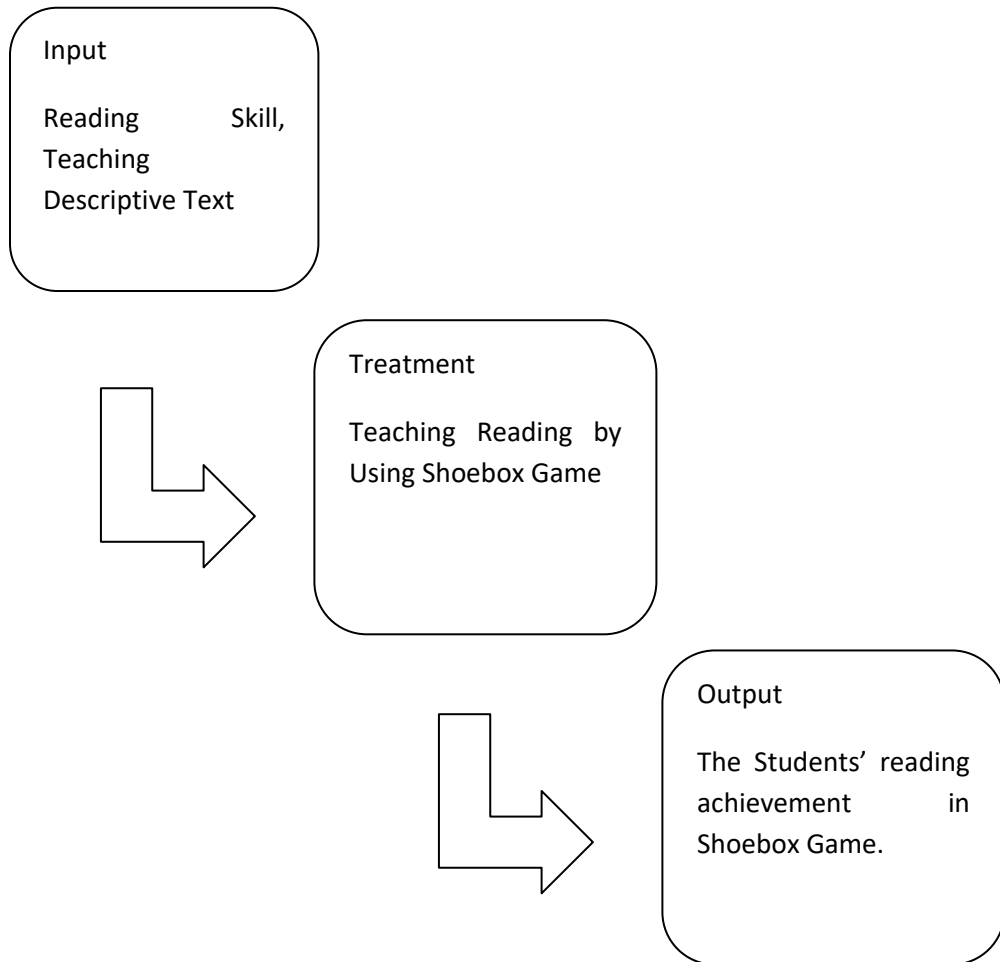 Input
Reading Skill,
Teaching
Descriptive Text
Treatment
Teaching Reading by
Using Shoebox Game
Output
The Students’ reading
achievement in
Shoebox Game.